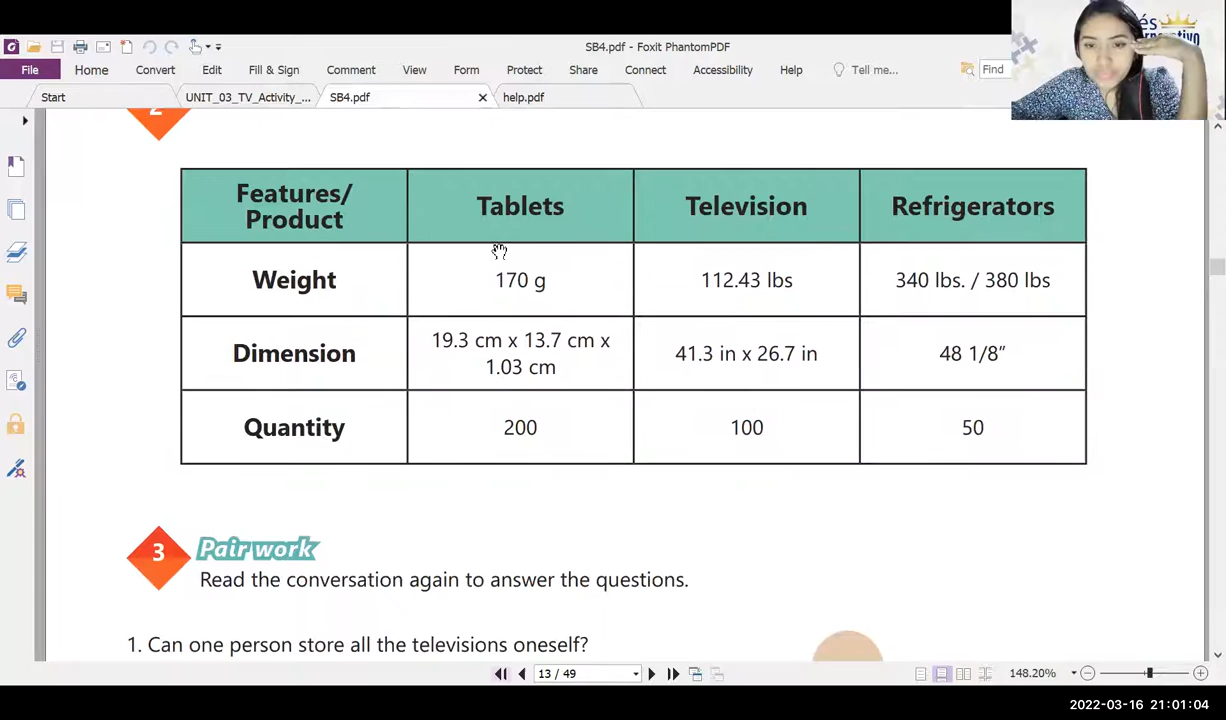 SB4.pdf - Foxit PhantomPDF
File Home Convert Edit Fill & Sign Comment View Form Protect Share Connect Accessibility Help Tell me... Find
Start UNIT_03_TV_Activity_... SB4.pdf help.pdf
2
Features/ Tablets Television Refrigerators
Product
Weight 170 g 112.43 lbs 340 lbs. / 380 lbs
Dimension 19.3 cm x 13.7 cm x 41.3 in x 26.7 in 48 1/8”
1.03 cm
Quantity 200 100 50
3 Pair work
Read the conversation again to answer the questions.
1. Can one person store all the televisions oneself?
13 / 49 148.20%
2022-03-16 21:01:04